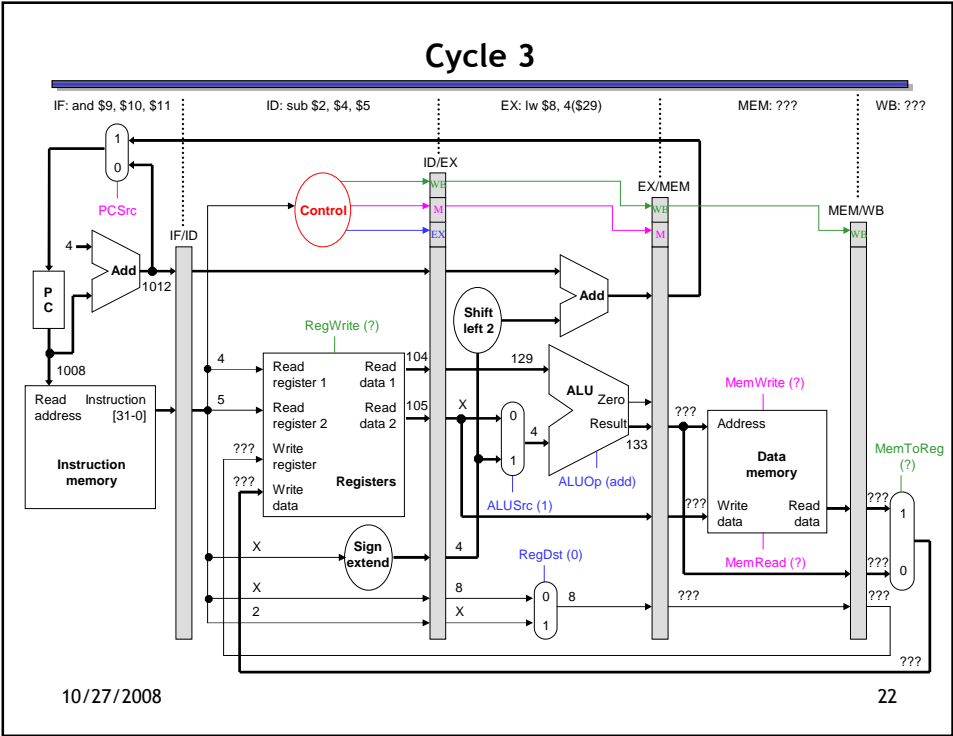 Cycle 3
IF: and $9, $10, $11
ID: sub $2, $4, $5
EX: lw $8, 4($29)
MEM: ???
WB: ???
1
0
PCSrc
4
Add
1012
P
C
1008
IF/ID
Read
address
Instruction
[31-0]
Instruction
memory
Control
ID/EX
WB
M
EX
EX/MEM
WB
M
MEM/WB
WB
RegWrite (?)
4
5
???
???
Read
register 1
Read
data 1
Read
register 2
Read
data 2
Write
register
Write
data
Registers
104
105
X
Sign
extend
4
X
2
8
X
Shift
left 2
Add
129
X
0
1
4
ALUSrc (1)
ALU
Zero
Result
133
ALUOp (add)
RegDst (0)
0
1
8
???
???
???
MemWrite (?)
Address
Data
memory
Write
data
Read
data
MemRead (?)
MemToReg
(?)
???
???
???
1
0
???
10/27/2008
22